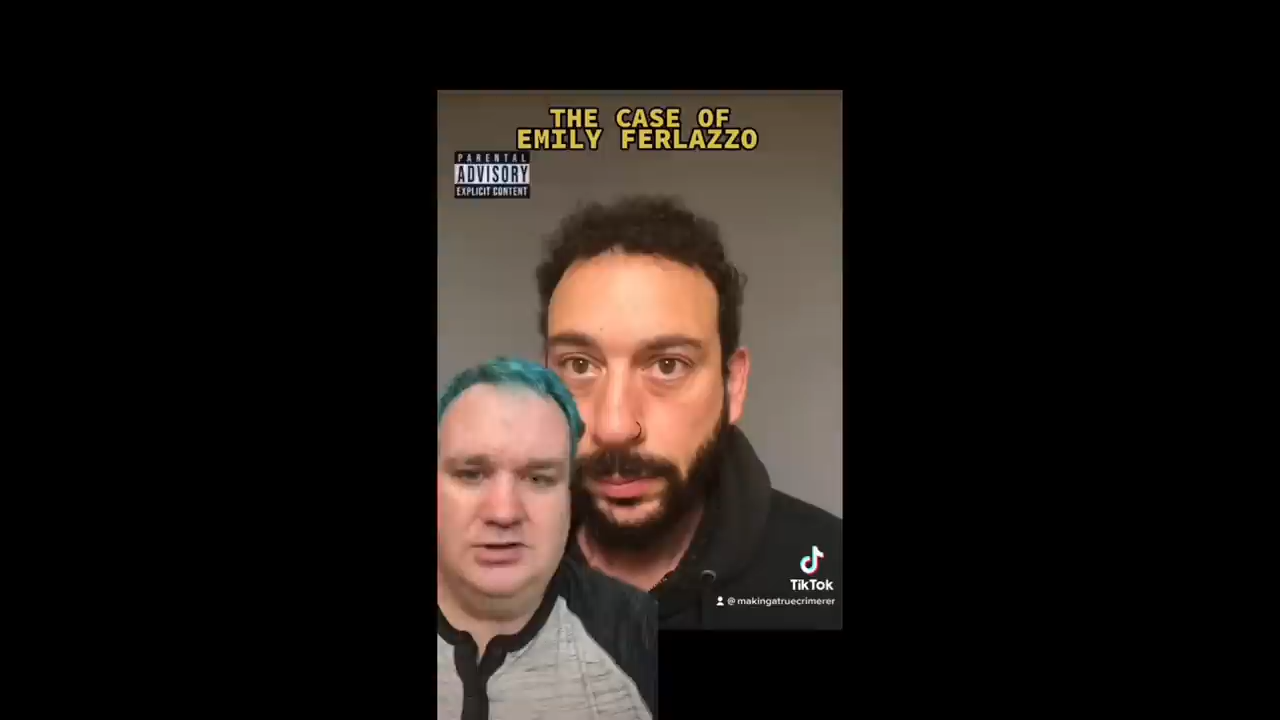 THE CASE OF
EMILY FERLAZZO
PARENTAL
ADVISORY
EXPLICIT CONTENT
TikTok
@makingatruecrimerer